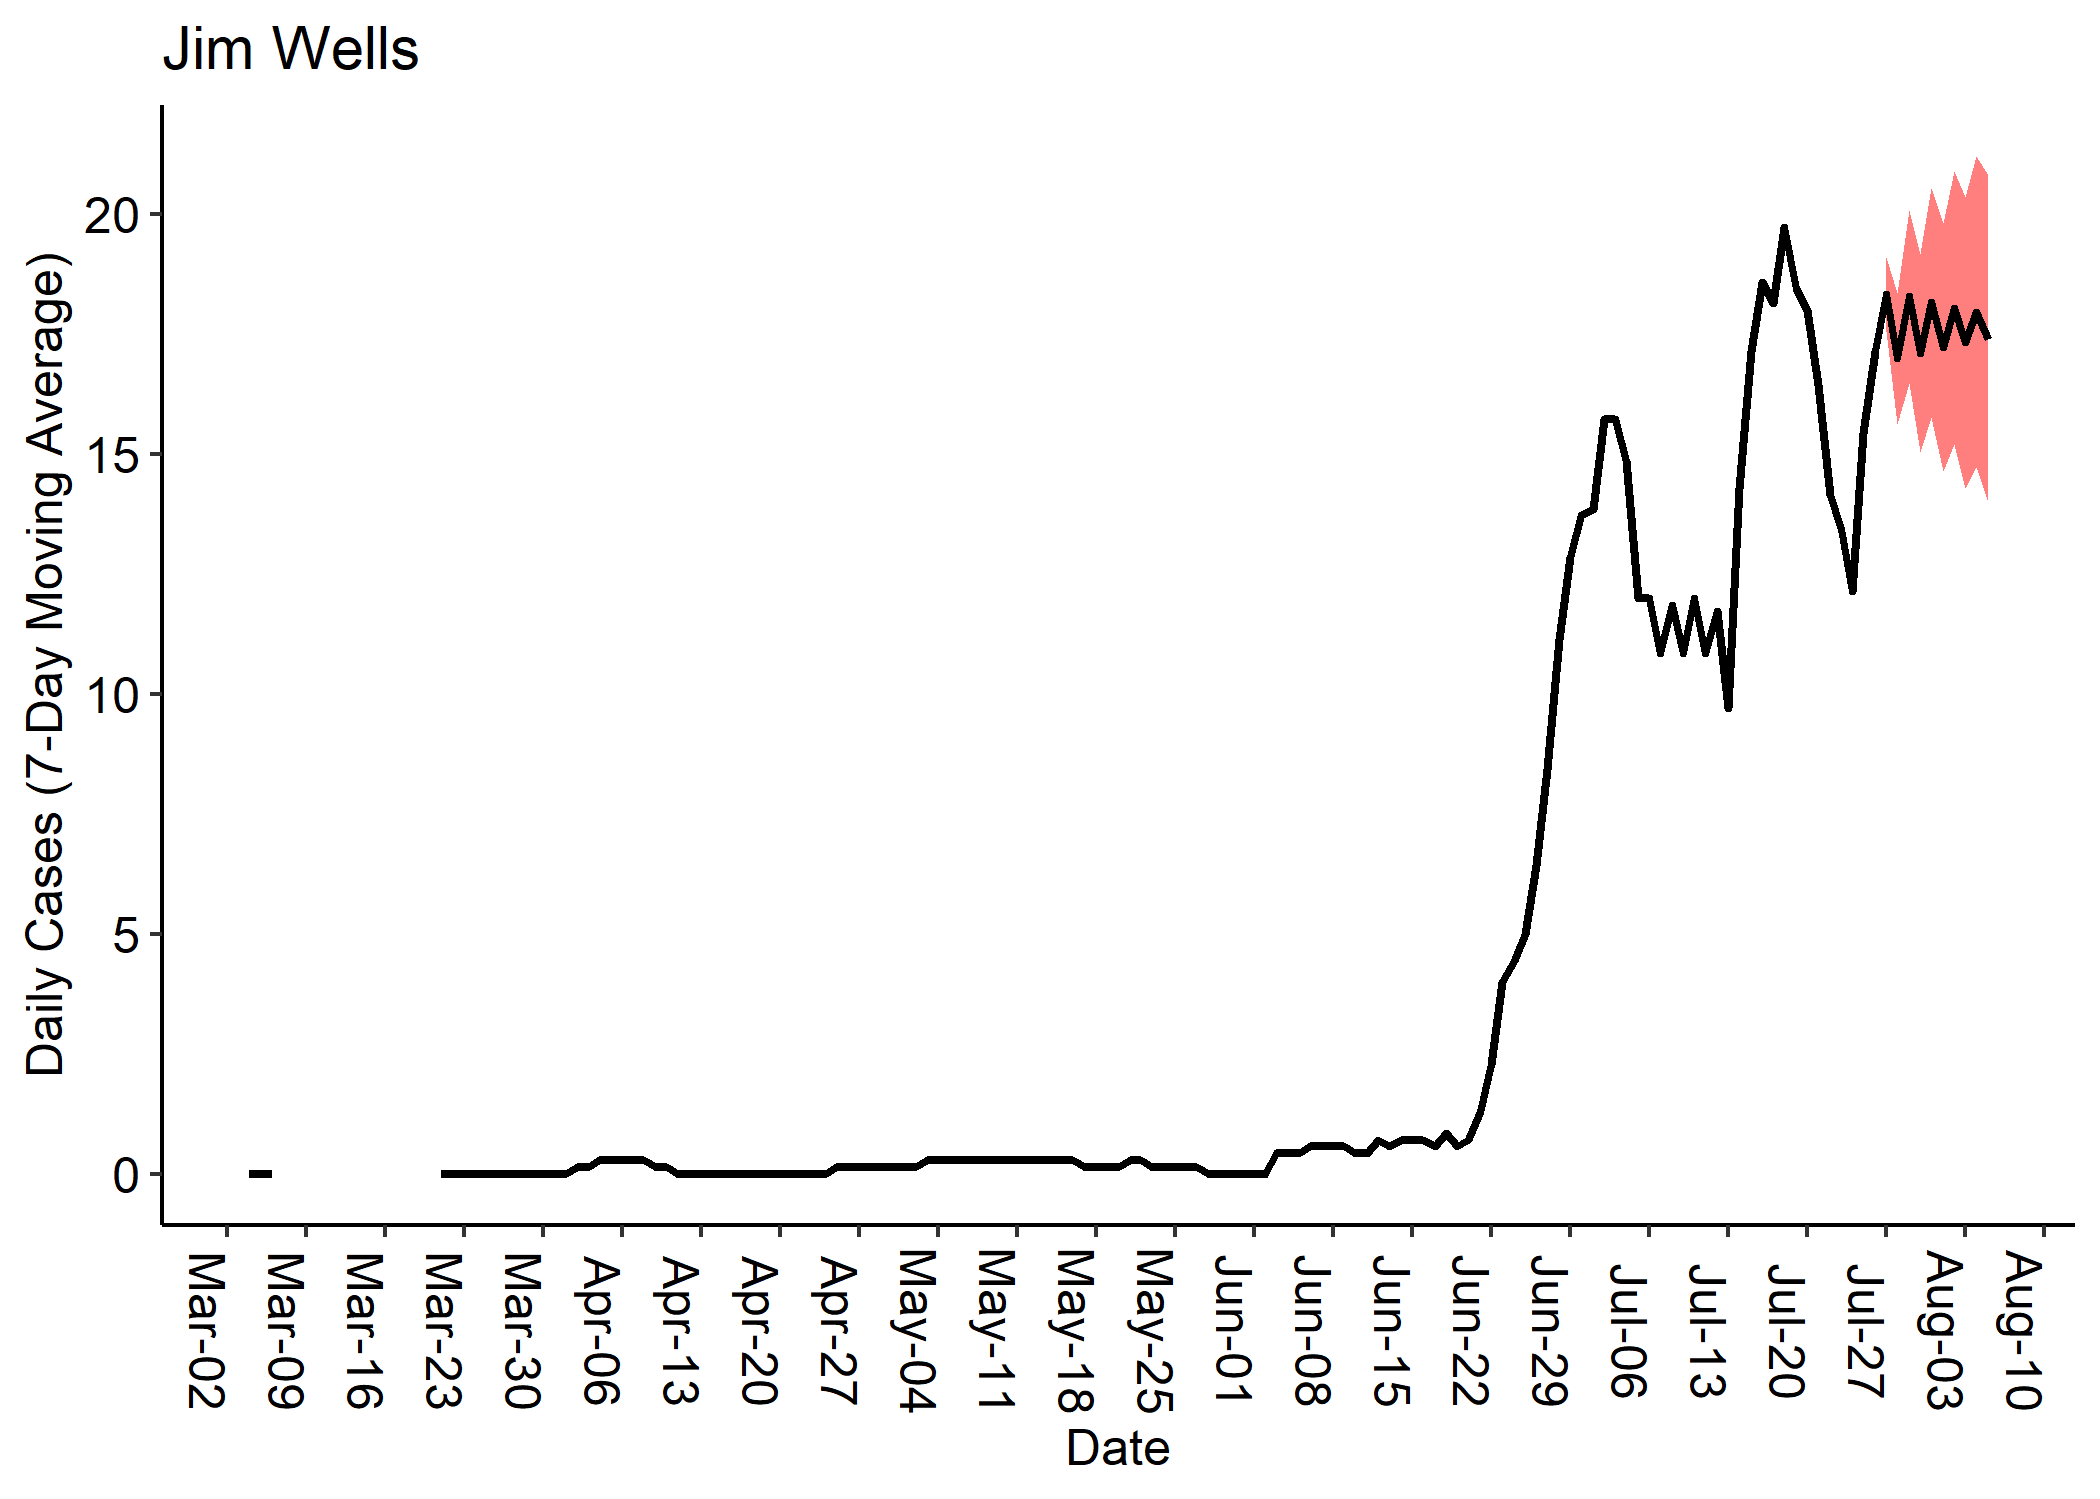 Jim Wells
Daily Cases (7-Day Moving Average)
20
15
10
5
0
Mar-02
Mar-09
Mar-16
Mar-23
Mar-30
Apr-06
Apr-13
Apr-20
Apr-27
May-04
May-11
May-18
May-25
Jun-01
Jun-08
Jun-15
Jun-22
Jun-29
Jul-06
Jul-13
Jul-20
Jul-27
Aug-03
Aug-10
Date